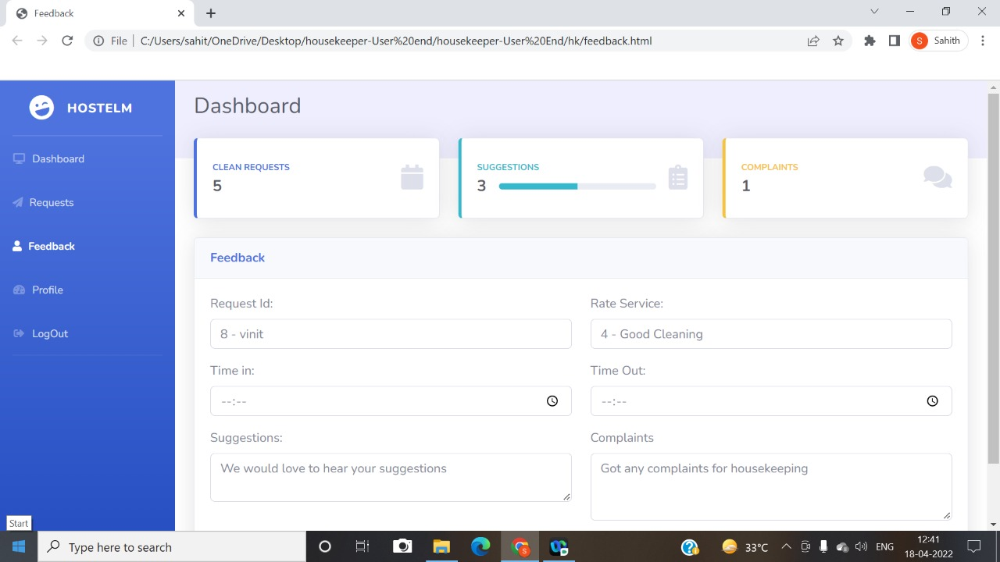 Feedback
File
C:/Users/sahit/OneDrive/Desktop/housekeeper-User%20end/housekeeper-User%20End/hk/feedback.html
S
Sahith
HOSTELM
Dashboard
Requests
Feedback
Profile
LogOut
Dashboard
CLEAN REQUESTS
5
SUGGESTIONS
3
COMPLAINTS
1
Feedback
Request Id:
Rate Service:
8 - vinit
4 - Good Cleaning
Time in:
Time Out:
--:--
--:--
Suggestions:
Complaints
We would love to hear your suggestions
Got any complaints for housekeeping
Start
Type here to search
33°C
ENG
12:41
18-04-2022